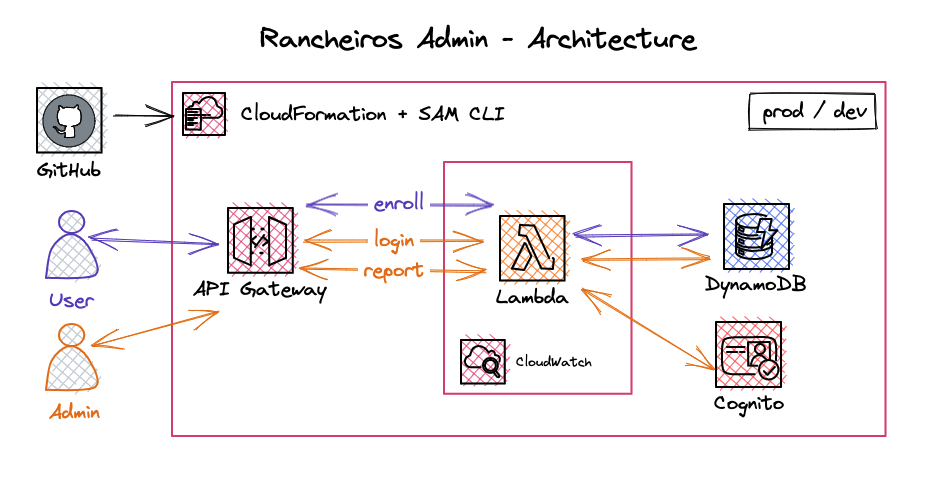 Rancheiros Admin - Architecture
GitHub
CloudFormation + SAM CLI
prod / dev
User
Admin
API Gateway
enroll
login
report
Lambda
CloudWatch
DynamoDB
Cognito